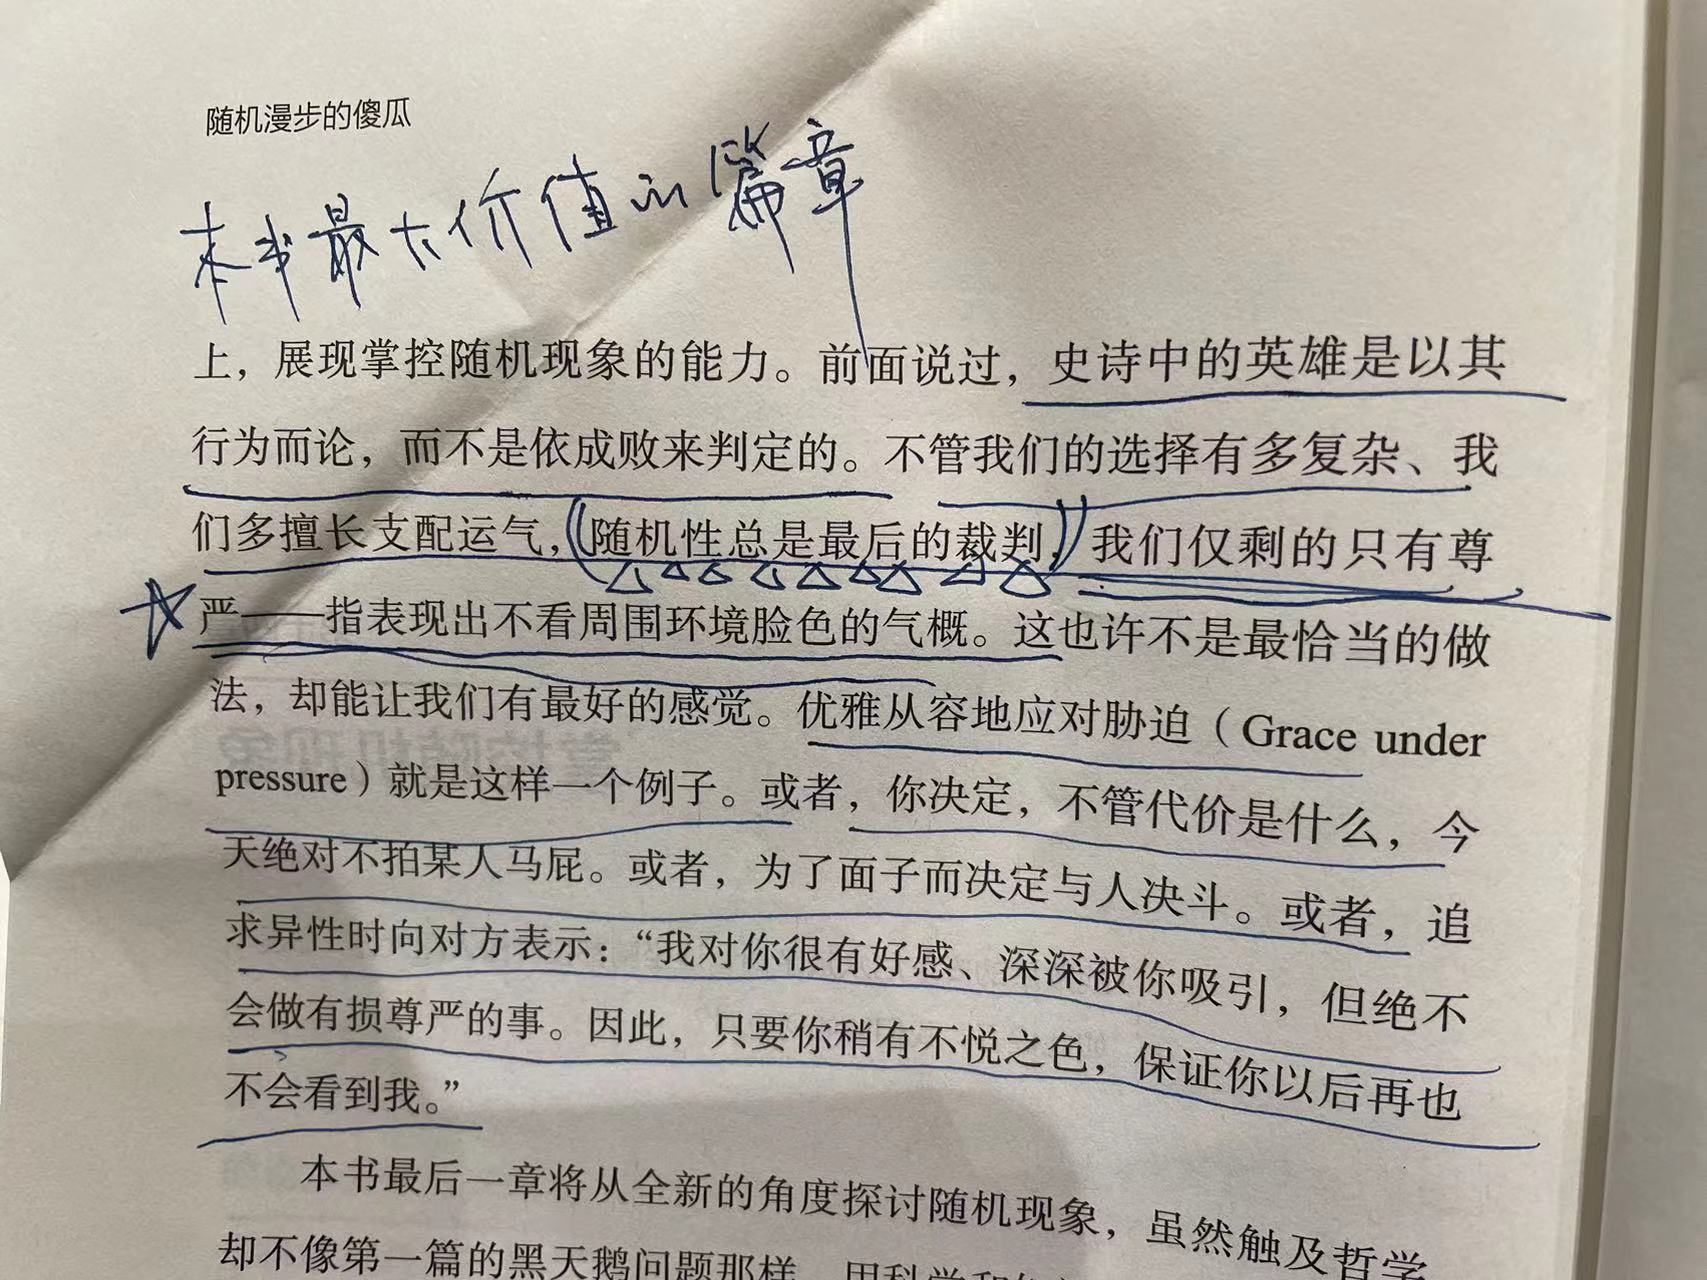 随机漫步的傻瓜
本书最大价值的篇章
上，展现掌控随机现象的能力。前面说过，史诗中的英雄是以其
行为而论，而不是依成败来判定的。不管我们的选择有多复杂、我
们多擅长支配运气，（随机性总是最后的裁判，）我们仅剩的只有尊
严——指表现出不看周围环境脸色的气概。这也许不是最恰当的做
法，却能让我们有最好的感觉。优雅从容地应对胁迫（Grace under
pressure）就是这样一个例子。或者，你决定，不管代价是什么，今
天绝对不拍某人马屁。或者，为了面子而决定与人决斗。或者，追
求异性时向对方表示：“我对你很有好感、深深被你吸引，但绝不
会做有损尊严的事。因此，只要你稍有不悦之色，保证你以后再也
不会看到我。”
本书最后一章将从全新的角度探讨随机现象，虽然触及哲学，
却不像第一篇的黑天鹅问题那样，用科学和